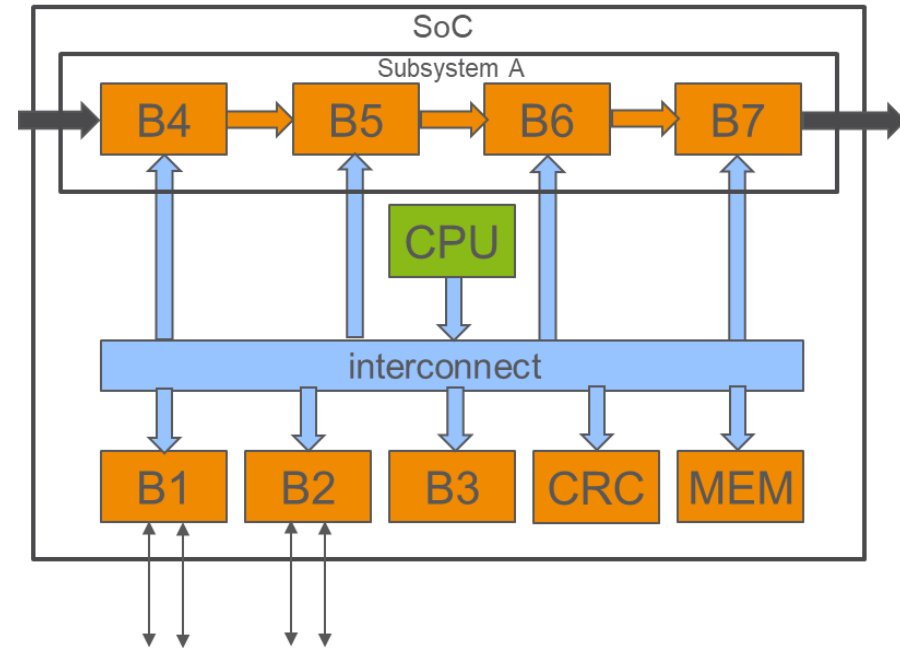 SoC
Subsystem A
B4 B5 B6 B7
CPU
interconnect
B1 B2 B3 CRC MEM